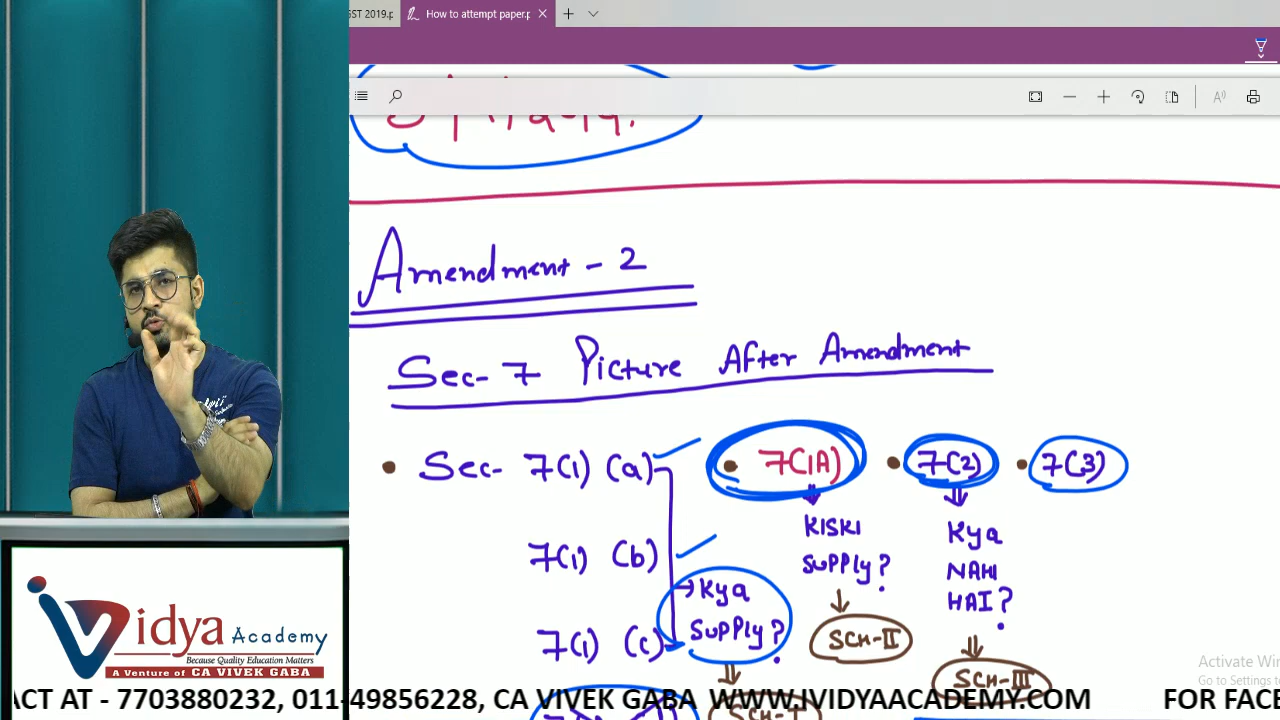 GST 2019.p
How to attempt paper.p
Amendment - 2
Sec- 7 Picture After Amendment
• Sec- 7(1) (a) • 7(1A) • 7(2) • 7(3)
7(1) (b)
7(1) (c)
→ Kya
Supply?
SCH-I
KISKI
Supply?
SCH-II
Kya
NAHI
HAI?
SCH-III
Activate Win
Go to Settings t
iVidya Academy
Because Quality Education Matters
A Venture of CA VIVEK GABA
ACT AT - 7703880232, 011-49856228, CA VIVEK GABA WWW.IVIDYAACADEMY.COM FOR FACE